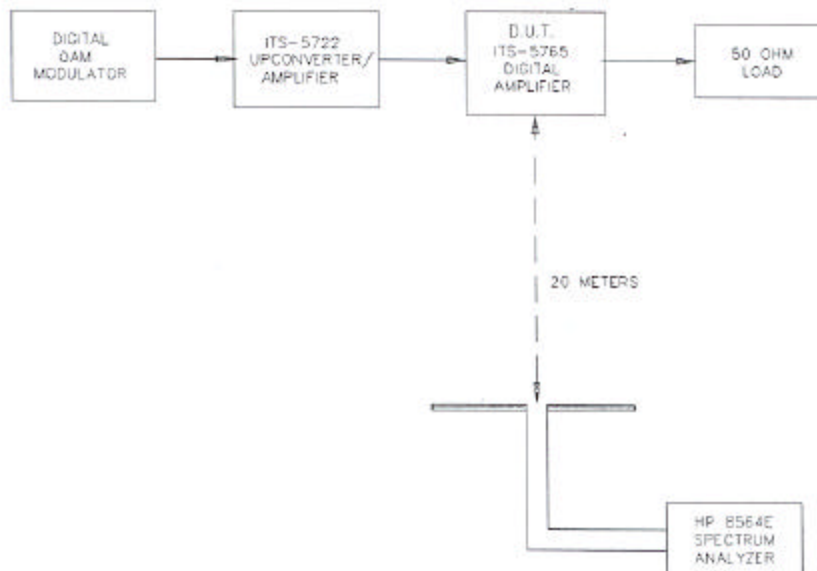 DIGITAL
QAM
MODULATOR
ITS-5722
UPCONVERTER/
AMPLIFIER
D.U.T.
ITS-5765
DIGITAL
AMPLIFIER
50 OHM
LOAD
20 METERS
HP 8564E
SPECTRUM
ANALYZER